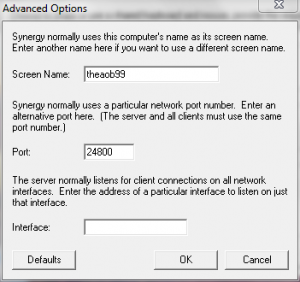 Advanced Options
Synergy normally uses this computer's name as its screen name.
Enter another name here if you want to use a different screen name.
Screen Name: theaob99
Synergy normally uses a particular network port number. Enter an
alternative port here. (The server and all clients must use the same
port number.)
Port: 24800
The server normally listens for client connections on all network
interfaces. Enter the address of a particular interface to listen on just
that interface.
Interface:
Defaults OK Cancel